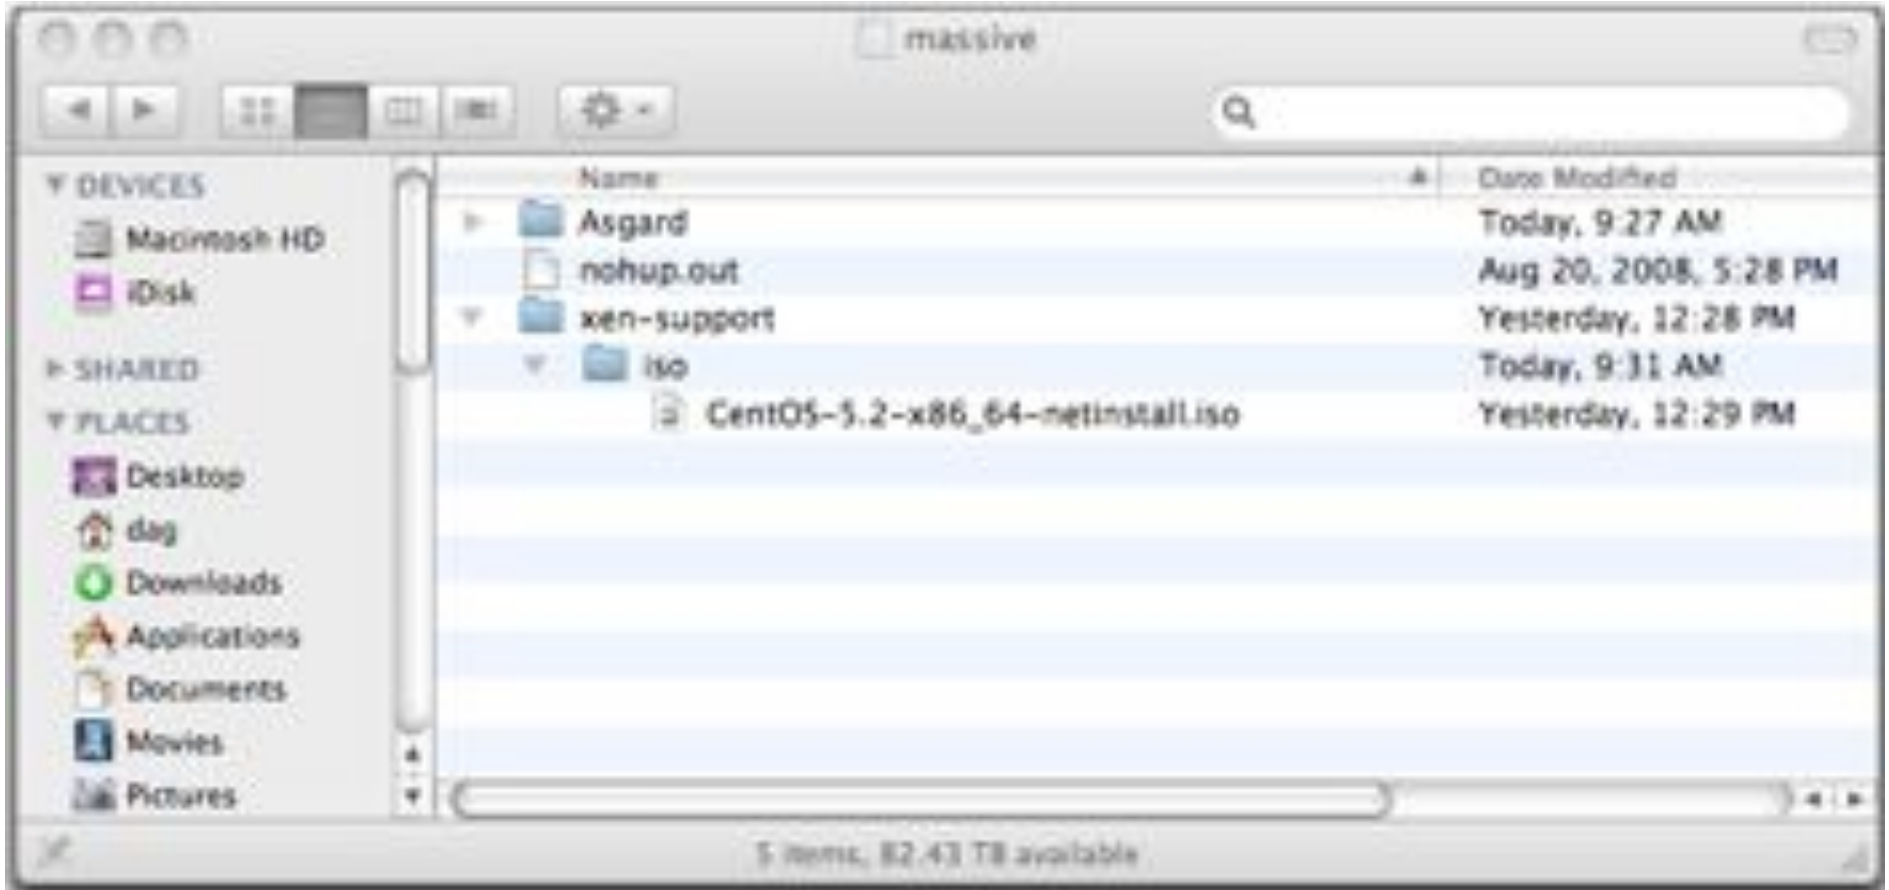 massive
DEVICES
Macintosh HD
iDisk
SHARED
PLACES
Desktop
dag
Downloads
Applications
Documents
Movies
Pictures
Name Date Modified
Asgard Today, 9:27 AM
nohup.out Aug 20, 2008, 5:28 PM
xen-support Yesterday, 12:28 PM
iso Today, 9:31 AM
CentOS-5.2-x86_64-netinstall.iso Yesterday, 12:29 PM
5 items, 82.43 TB available